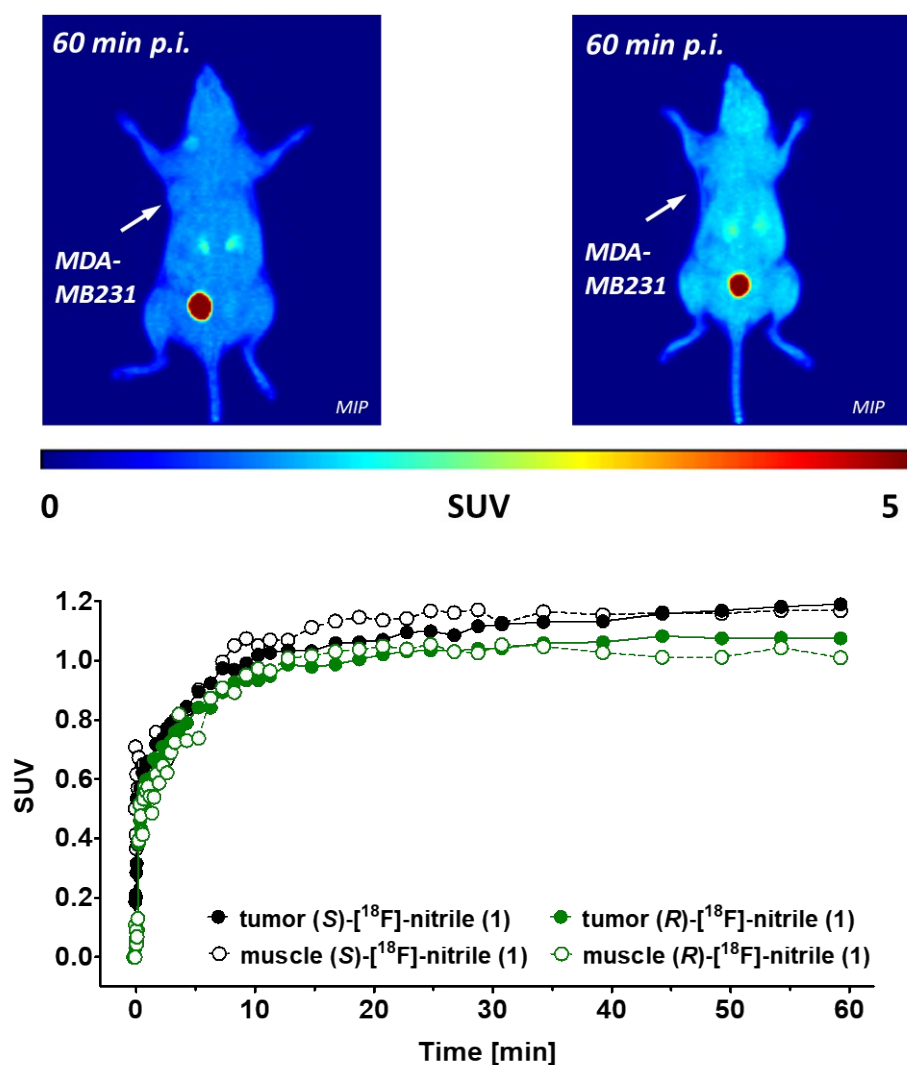 60 min p.i.
MDA-
MB231
MIP
60 min p.i.
MDA-
MB231
MIP
0 SUV 5
1.2
1.0
0.8
0.6
0.4
0.2
0.0
SUV
tumor (S)-[¹⁸F]-nitrile (1) tumor (R)-[¹⁸F]-nitrile (1)
muscle (S)-[¹⁸F]-nitrile (1) muscle (R)-[¹⁸F]-nitrile (1)
0 10 20 30 40 50 60
Time [min]